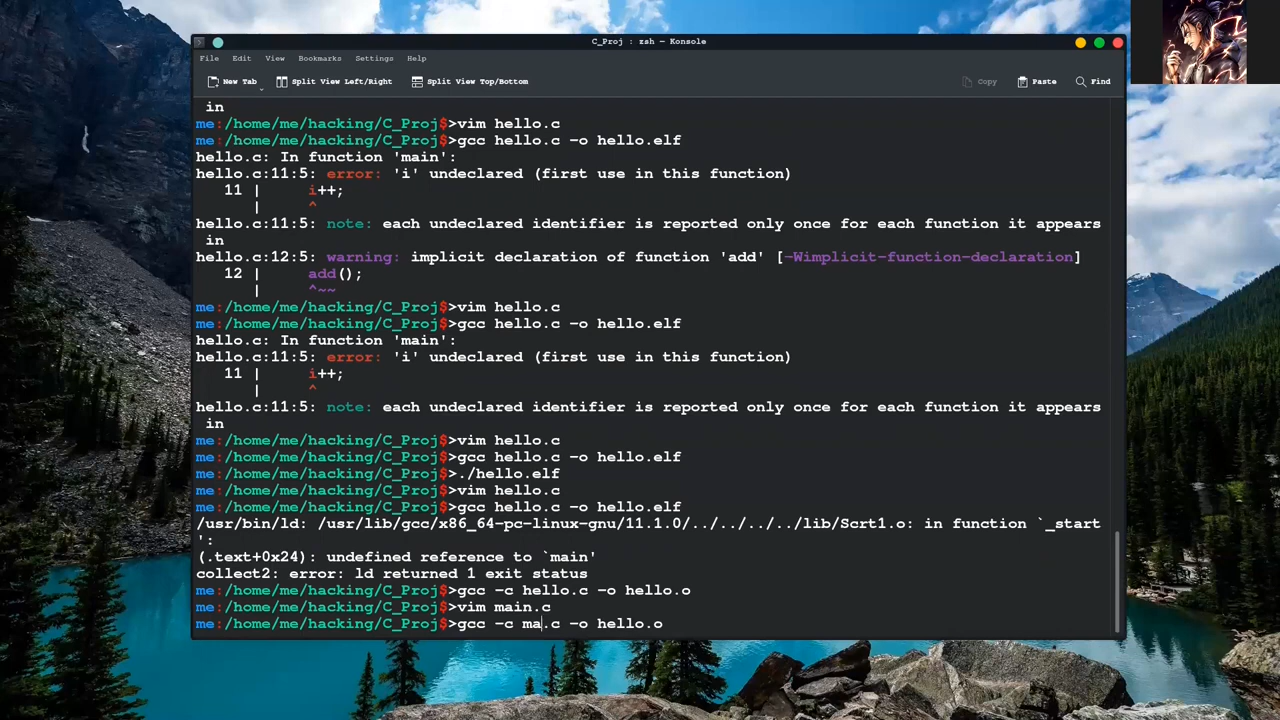 C_Proj : zsh — Konsole
File Edit View Bookmarks Settings Help
New Tab Split View Left/Right Split View Top/Bottom Copy Paste Find
in
me:/home/me/hacking/C_Proj$>vim hello.c
me:/home/me/hacking/C_Proj$>gcc hello.c -o hello.elf
hello.c: In function 'main':
hello.c:11:5: error: 'i' undeclared (first use in this function)
11 | i++;
| ^
hello.c:11:5: note: each undeclared identifier is reported only once for each function it appears
in
hello.c:12:5: warning: implicit declaration of function 'add' [-Wimplicit-function-declaration]
12 | add();
| ^~~
me:/home/me/hacking/C_Proj$>vim hello.c
me:/home/me/hacking/C_Proj$>gcc hello.c -o hello.elf
hello.c: In function 'main':
hello.c:11:5: error: 'i' undeclared (first use in this function)
11 | i++;
| ^
hello.c:11:5: note: each undeclared identifier is reported only once for each function it appears
in
me:/home/me/hacking/C_Proj$>vim hello.c
me:/home/me/hacking/C_Proj$>gcc hello.c -o hello.elf
me:/home/me/hacking/C_Proj$>./hello.elf
me:/home/me/hacking/C_Proj$>vim hello.c
me:/home/me/hacking/C_Proj$>gcc hello.c -o hello.elf
/usr/bin/ld: /usr/lib/gcc/x86_64-pc-linux-gnu/11.1.0/../../../../lib/Scrt1.o: in function `_start
':
(.text+0x24): undefined reference to `main'
collect2: error: ld returned 1 exit status
me:/home/me/hacking/C_Proj$>gcc -c hello.c -o hello.o
me:/home/me/hacking/C_Proj$>vim main.c
me:/home/me/hacking/C_Proj$>gcc -c ma.c -o hello.o